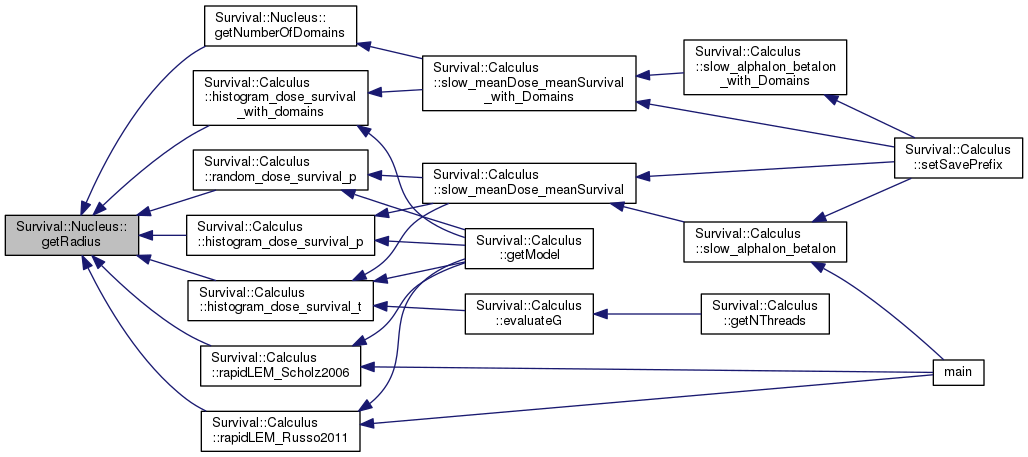 Survival::Nucleus::
getNumberOfDomains
Survival::Calculus
::histogram_dose_survival
_with_domains
Survival::Calculus
::random_dose_survival_p
Survival::Nucleus::
getRadius
Survival::Calculus
::histogram_dose_survival_p
Survival::Calculus
::histogram_dose_survival_t
Survival::Calculus
::rapidLEM_Scholz2006
Survival::Calculus
::rapidLEM_Russo2011
Survival::Calculus
::slow_meanDose_meanSurvival
_with_Domains
Survival::Calculus
::slow_meanDose_meanSurvival
Survival::Calculus
::getModel
Survival::Calculus
::evaluateG
Survival::Calculus
::slow_alphaIon_betaIon
_with_Domains
Survival::Calculus
::slow_alphaIon_betaIon
Survival::Calculus
::getNThreads
Survival::Calculus
::setSavePrefix
main